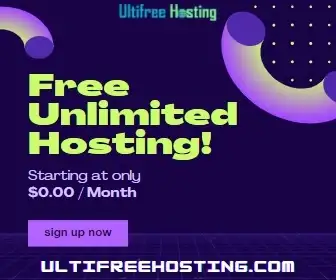 Ultifree Hosting
Free
Unlimited
Hosting!
Starting at only
$0.00 / Month
sign up now
ULTIFREEHOSTING.COM